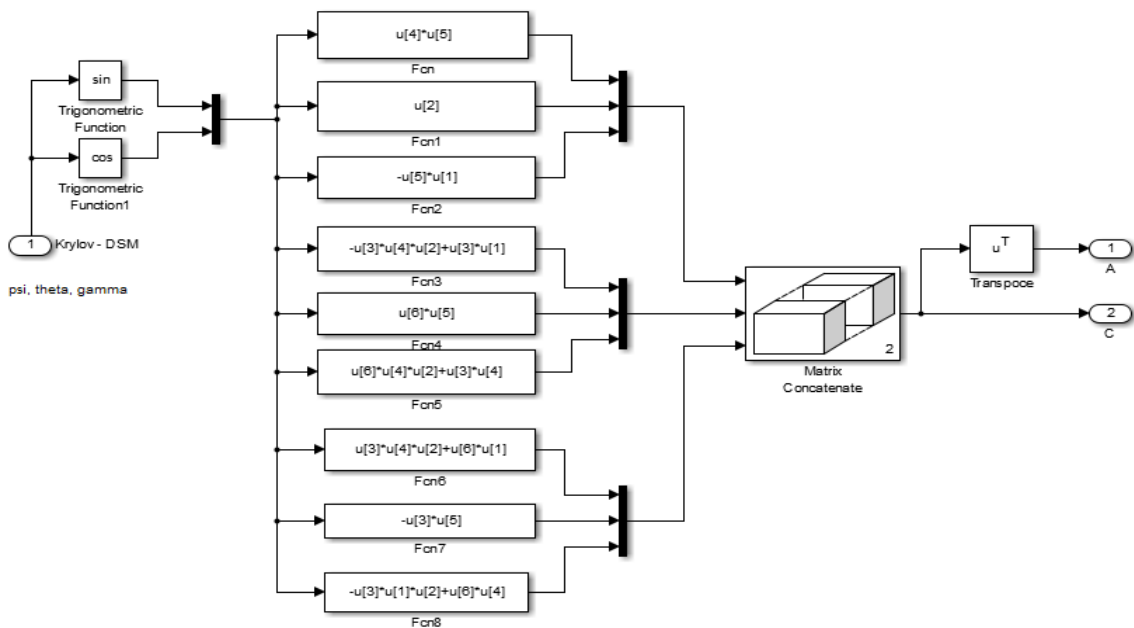 sin
Trigonometric
Function
cos
Trigonometric
Function1
1
Krylov - DSM
psi, theta, gamma
u[4]*u[5]
Fcn
u[2]
Fcn1
-u[5]*u[1]
Fcn2
-u[3]*u[4]*u[2]+u[3]*u[1]
Fcn3
u[6]*u[5]
Fcn4
u[6]*u[4]*u[2]+u[3]*u[4]
Fcn5
u[3]*u[4]*u[2]+u[6]*u[1]
Fcn6
-u[3]*u[5]
Fcn7
-u[3]*u[1]*u[2]+u[6]*u[4]
Fcn8
2
Matrix
Concatenate
uT
Transpoce
1
A
2
C